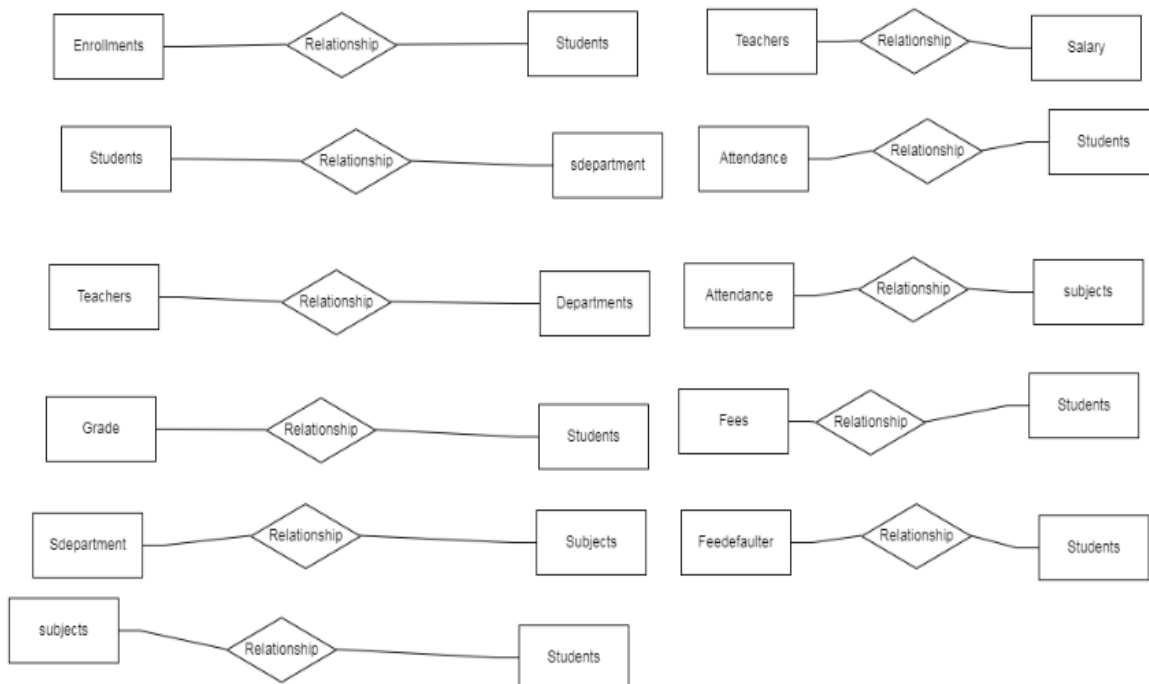 Enrollments
Relationship
Students
Teachers
Relationship
Salary
Students
Relationship
sdepartment
Attendance
Relationship
Students
Teachers
Relationship
Departments
Attendance
Relationship
subjects
Grade
Relationship
Students
Fees
Relationship
Students
Sdepartment
Relationship
Subjects
Feedefaulter
Relationship
Students
subjects
Relationship
Students